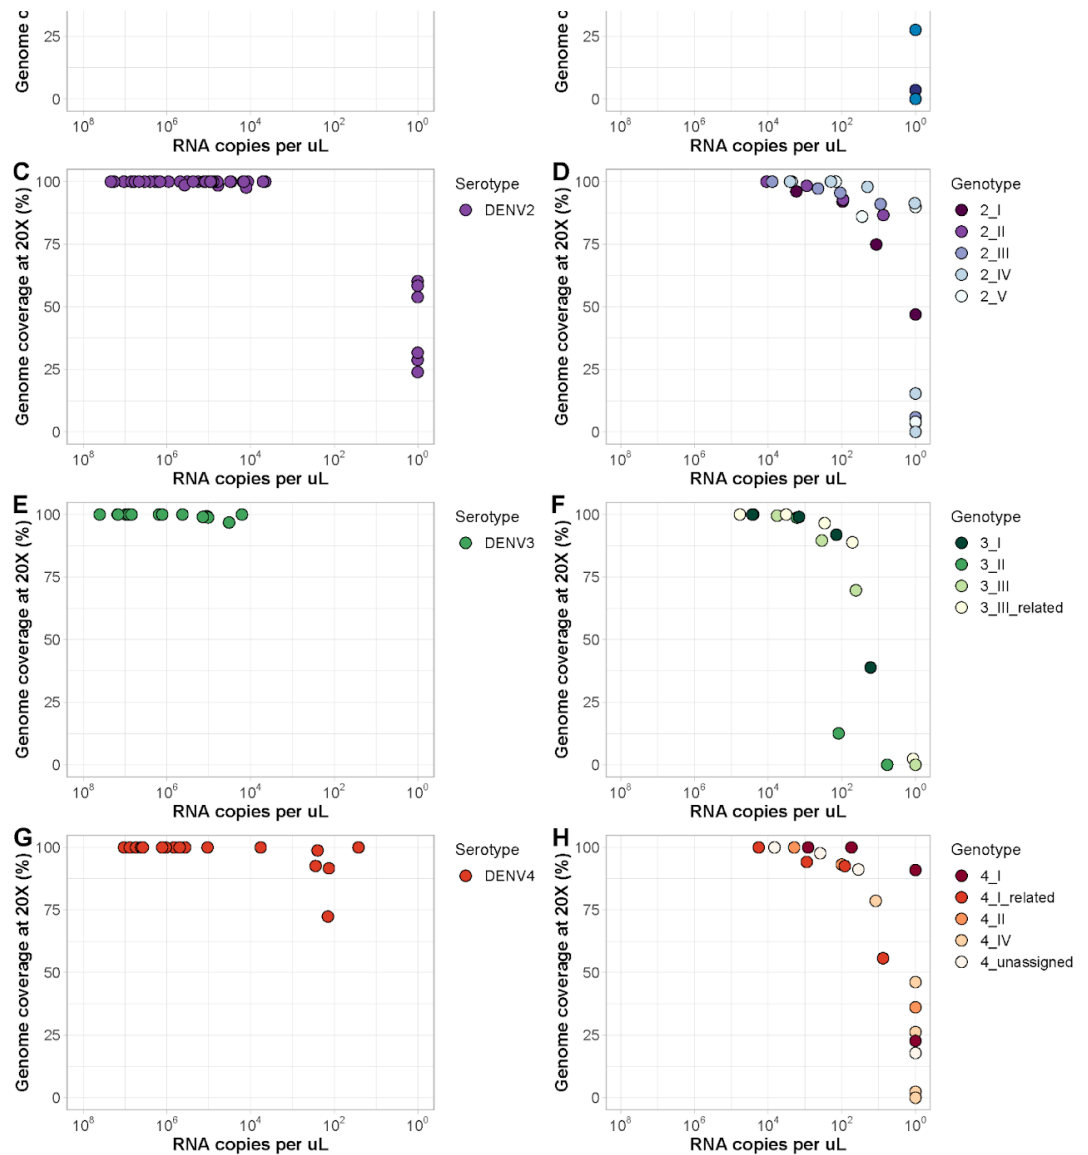 Genome c
25
0
10^8 10^6 10^4 10^2 10^0
RNA copies per uL
Genome c
25
0
10^8 10^6 10^4 10^2 10^0
RNA copies per uL
C
Genome coverage at 20X (%)
100
75
50
25
0
10^8 10^6 10^4 10^2 10^0
RNA copies per uL
Serotype
DENV2
D
Genome coverage at 20X (%)
100
75
50
25
0
10^8 10^6 10^4 10^2 10^0
RNA copies per uL
Genotype
2_I
2_II
2_III
2_IV
2_V
E
Genome coverage at 20X (%)
100
75
50
25
0
10^8 10^6 10^4 10^2 10^0
RNA copies per uL
Serotype
DENV3
F
Genome coverage at 20X (%)
100
75
50
25
0
10^8 10^6 10^4 10^2 10^0
RNA copies per uL
Genotype
3_I
3_II
3_III
3_III_related
G
Genome coverage at 20X (%)
100
75
50
25
0
10^8 10^6 10^4 10^2 10^0
RNA copies per uL
Serotype
DENV4
H
Genome coverage at 20X (%)
100
75
50
25
0
10^8 10^6 10^4 10^2 10^0
RNA copies per uL
Genotype
4_I
4_I_related
4_II
4_IV
4_unassigned